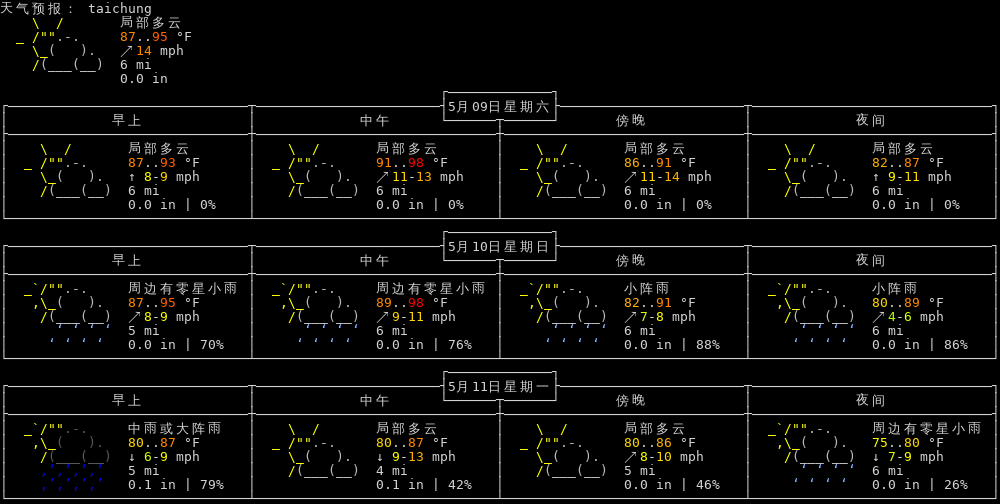 天气预报： taichung
局部多云
87..95 °F
↗14 mph
6 mi
0.0 in
5月09日星期六
早上 中午 傍晚 夜间
局部多云 局部多云 局部多云 局部多云
87..93 °F 91..98 °F 86..91 °F 82..87 °F
↑ 8-9 mph ↗11-13 mph ↗11-14 mph ↑ 9-11 mph
6 mi 6 mi 6 mi 6 mi
0.0 in | 0% 0.0 in | 0% 0.0 in | 0% 0.0 in | 0%
5月10日星期日
早上 中午 傍晚 夜间
周边有零星小雨 周边有零星小雨 小阵雨 小阵雨
87..95 °F 89..98 °F 82..91 °F 80..89 °F
↗8-9 mph ↗9-11 mph ↗7-8 mph ↗4-6 mph
5 mi 6 mi 6 mi 6 mi
0.0 in | 70% 0.0 in | 76% 0.0 in | 88% 0.0 in | 86%
5月11日星期一
早上 中午 傍晚 夜间
中雨或大阵雨 局部多云 局部多云 周边有零星小雨
80..87 °F 80..87 °F 80..86 °F 75..80 °F
↓ 6-9 mph ↓ 9-13 mph ↗8-10 mph ↓ 7-9 mph
5 mi 4 mi 5 mi 6 mi
0.1 in | 79% 0.1 in | 42% 0.0 in | 46% 0.0 in | 26%